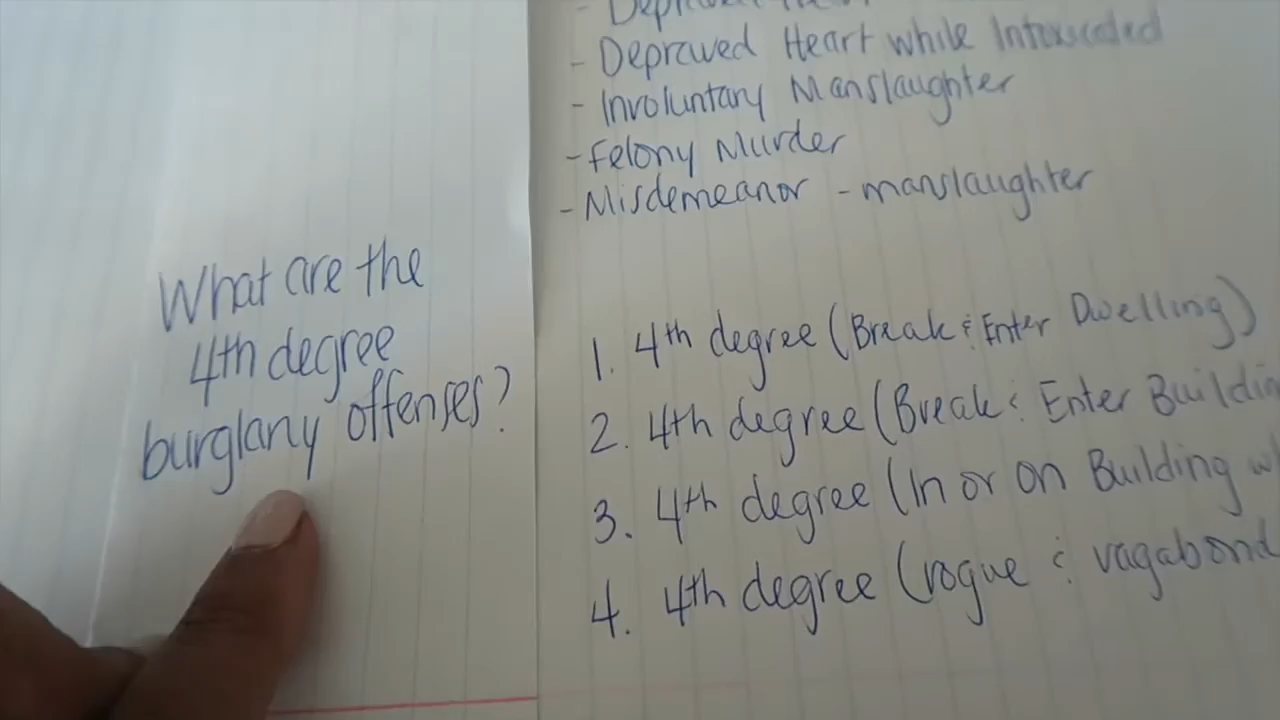 - Depraved Heart while Intoxicated
- Involuntary Manslaughter
- Felony Murder
- Misdemeanor - manslaughter
What are the
4th degree
burglany offenses?
1. 4th degree (Break & Enter Dwelling)
2. 4th degree (Break & Enter Buildin
3. 4th degree (In or on Building w
4. 4th degree (rogue & vagabond